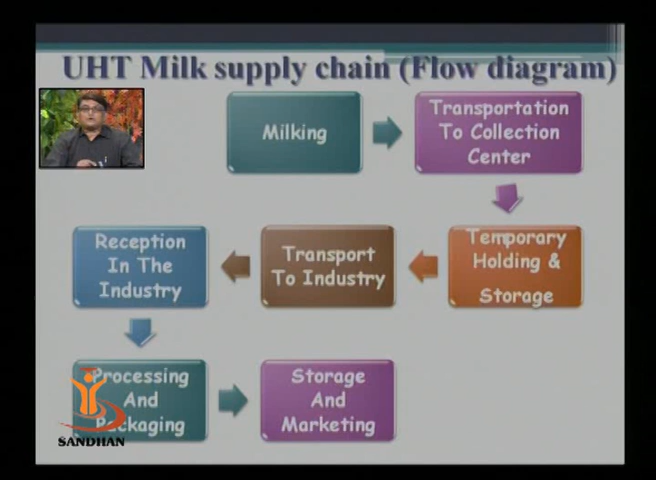 UHT Milk supply chain (Flow diagram)
Milking
Transportation
To Collection
Center
Temporary
Holding &
Storage
Transport
To Industry
Reception
In The
Industry
Processing
And
Packaging
Storage
And
Marketing
SANDHAN